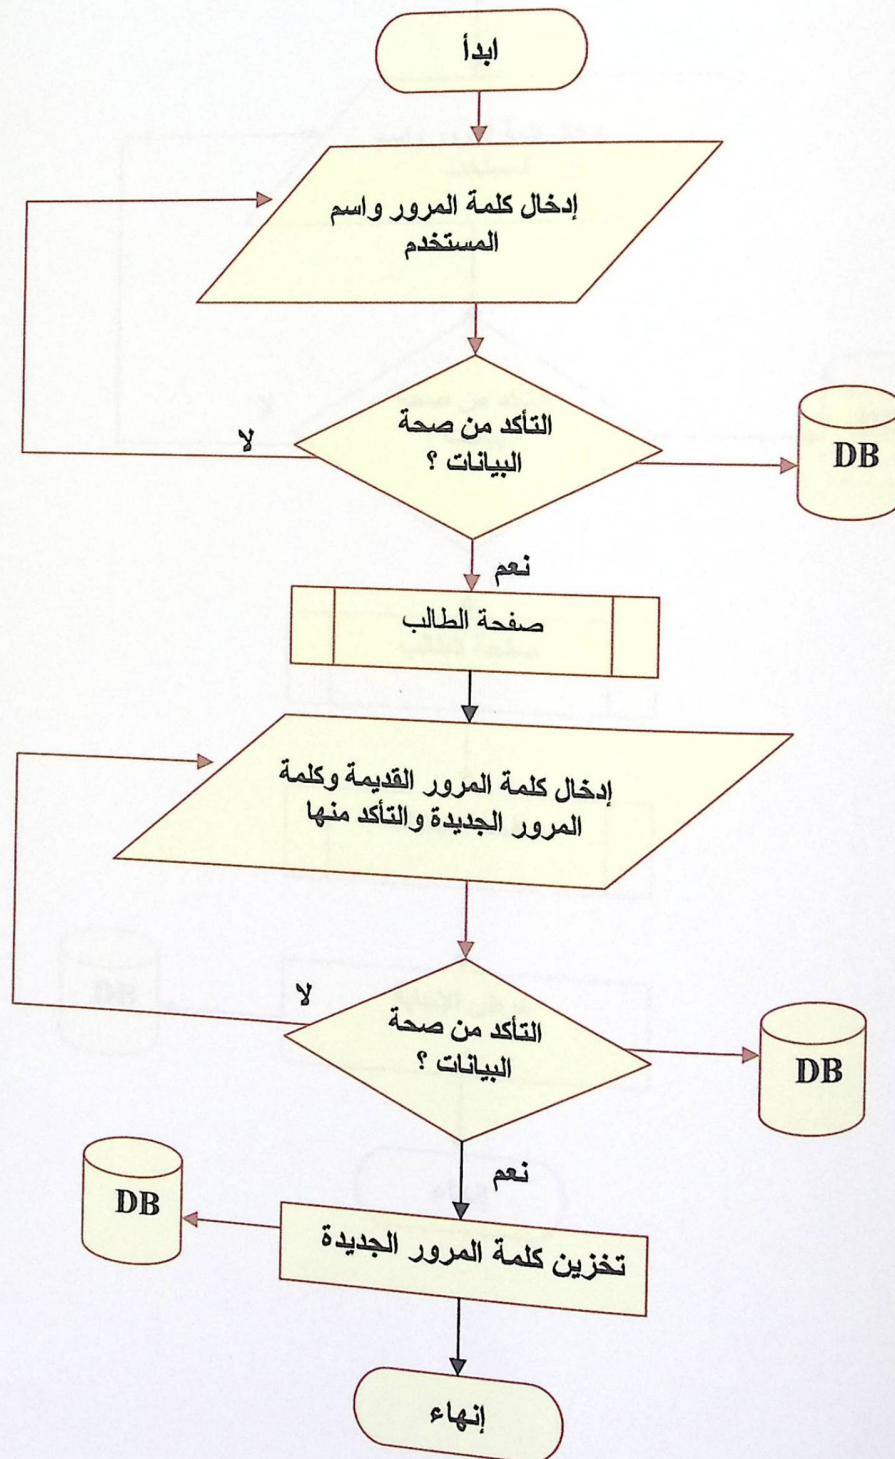 ابدأ
إدخال كلمة المرور واسم
المستخدم
التأكد من صحة
البيانات ؟
لا
DB
نعم
صفحة الطالب
إدخال كلمة المرور القديمة وكلمة
المرور الجديدة والتأكد منها
لا
التأكد من صحة
البيانات ؟
DB
نعم
DB
تخزين كلمة المرور الجديدة
إنهاء